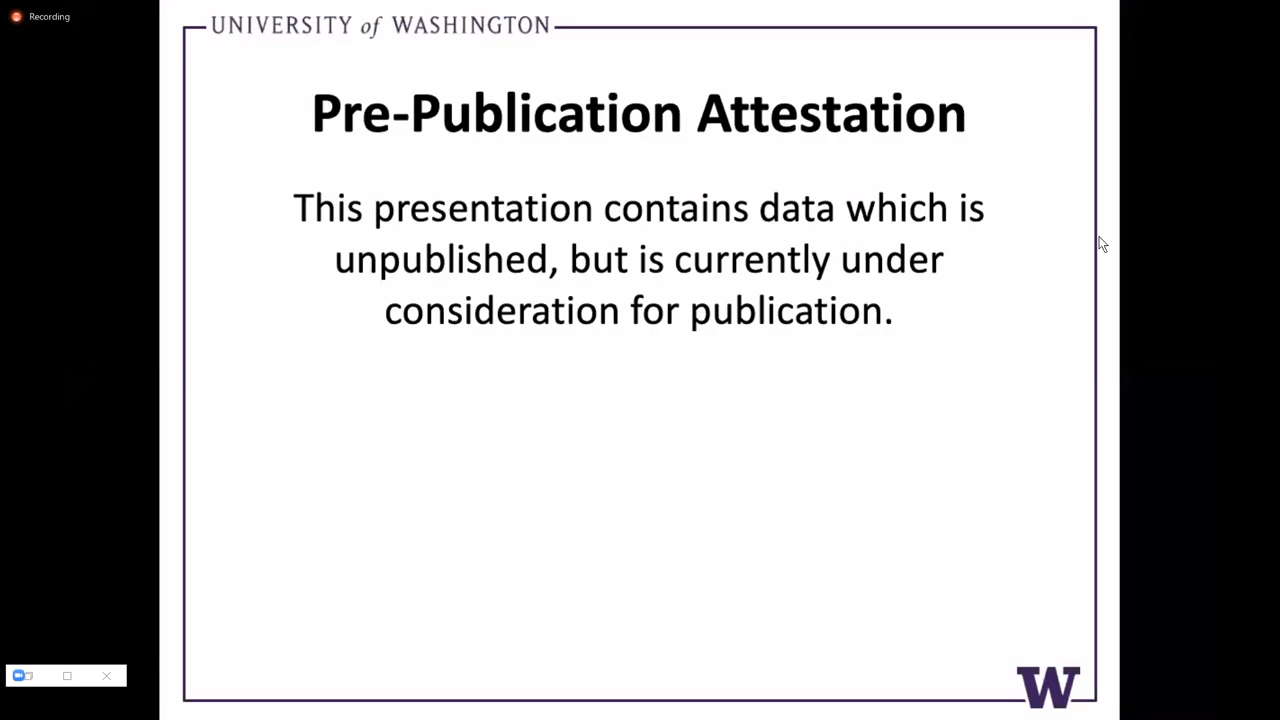 Recording
UNIVERSITY of WASHINGTON
Pre-Publication Attestation
This presentation contains data which is
unpublished, but is currently under
consideration for publication.
W